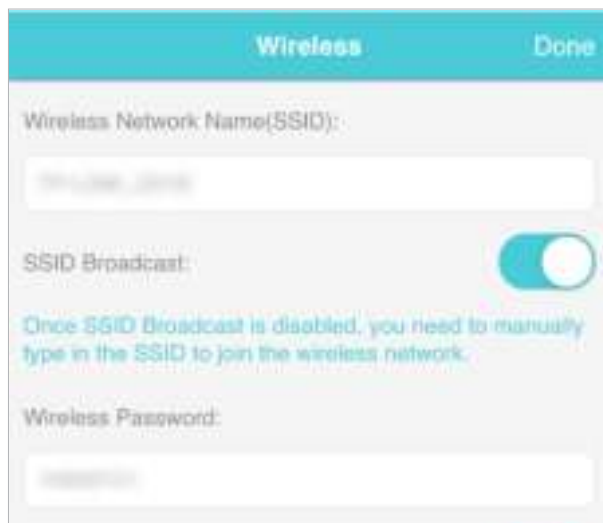 Wireless
Done
Wireless Network Name(SSID):
SSID Broadcast:
Once SSID Broadcast is disabled, you need to manually
type in the SSID to join the wireless network.
Wireless Password: